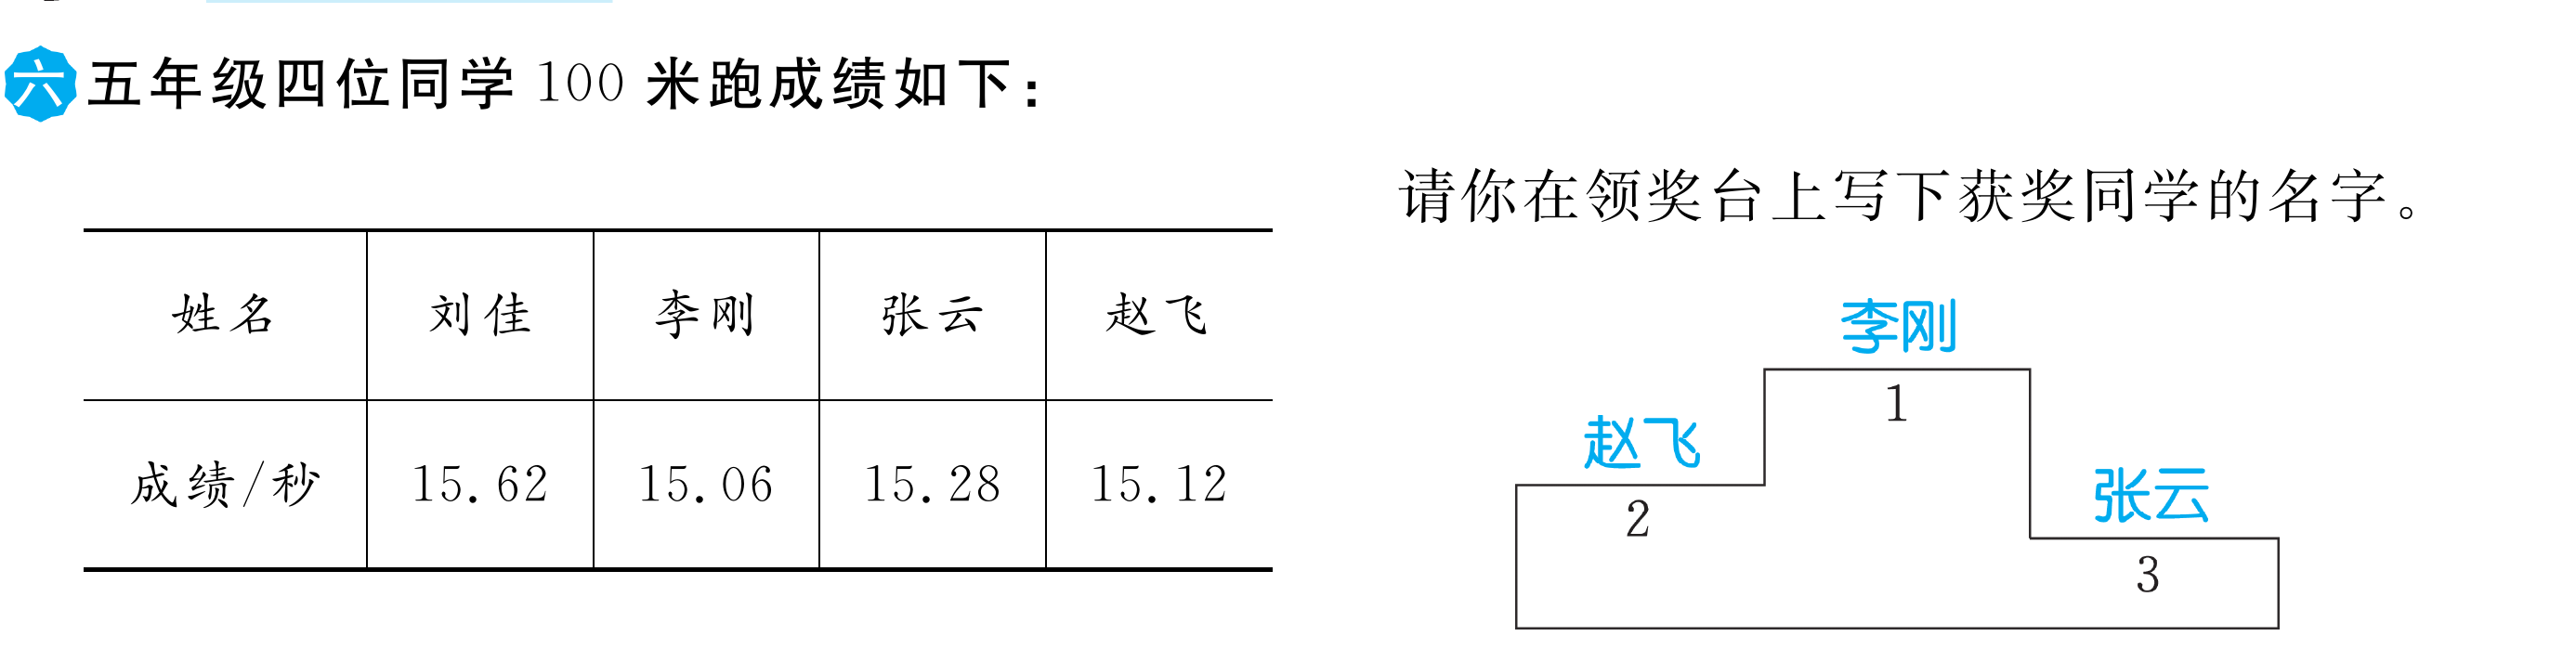 六 五年级四位同学 100 米跑成绩如下：
姓名 刘佳 李刚 张云 赵飞
成绩/秒 15.62 15.06 15.28 15.12
请你在领奖台上写下获奖同学的名字。
李刚
1
赵飞
2
张云
3